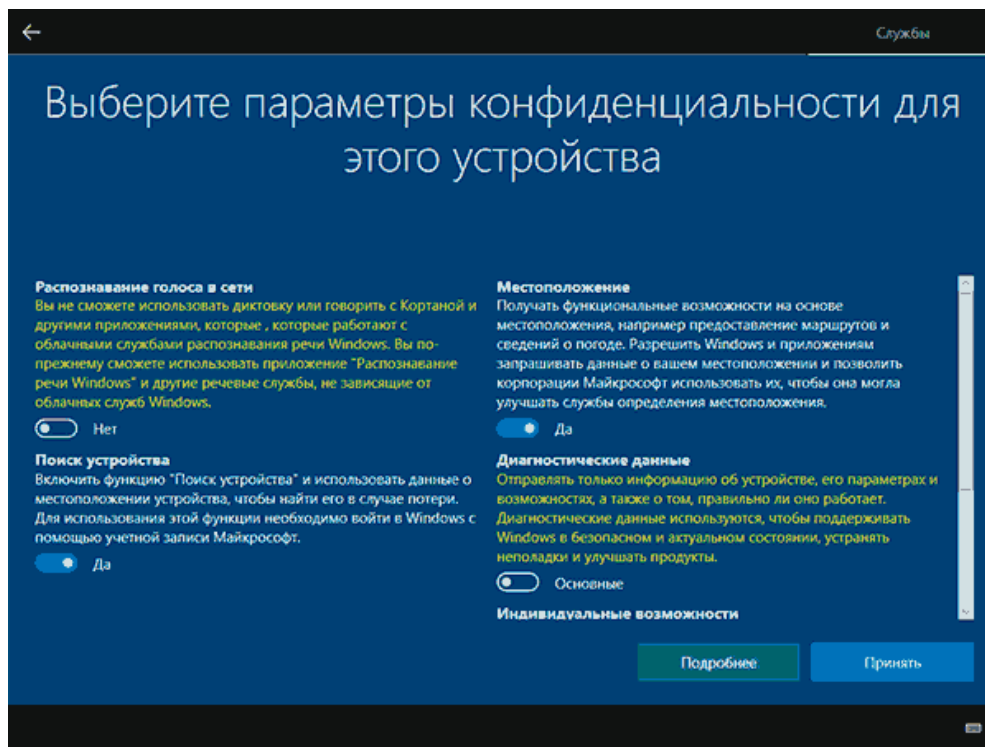 Службы
Выберите параметры конфиденциальности для
этого устройства
Распознавание голоса в сети
Вы не сможете использовать диктовку или говорить с Кортаной и
другими приложениями, которые , которые работают с
облачными службами распознавания речи Windows. Вы по-
прежнему сможете использовать приложение "Распознавание
речи Windows" и другие речевые службы, не зависящие от
облачных служб Windows.
Нет
Поиск устройства
Включить функцию "Поиск устройства" и использовать данные о
местоположении устройства, чтобы найти его в случае потери.
Для использования этой функции необходимо войти в Windows с
помощью учетной записи Майкрософт.
Да
Местоположение
Получать функциональные возможности на основе
местоположения, например предоставление маршрутов и
сведений о погоде. Разрешить Windows и приложениям
запрашивать данные о вашем местоположении и позволить
корпорации Майкрософт использовать их, чтобы она могла
улучшать службы определения местоположения.
Да
Диагностические данные
Отправлять только информацию об устройстве, его параметрах и
возможностях, а также о том, правильно ли оно работает.
Диагностические данные используются, чтобы поддерживать
Windows в безопасном и актуальном состоянии, устранять
неполадки и улучшать продукты.
Основные
Индивидуальные возможности
Подробнее
Принять